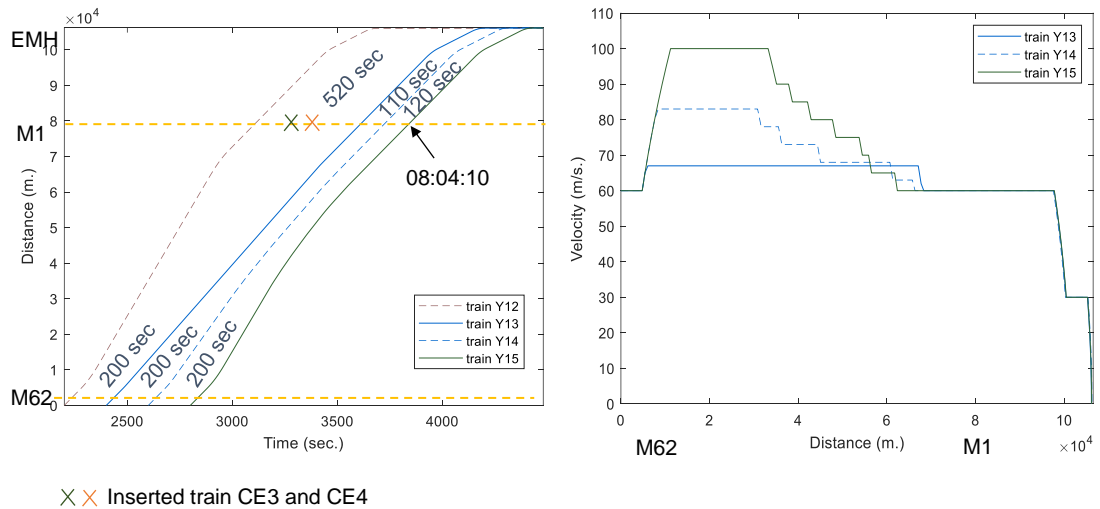 ×10⁴
EMH
10
9
8
M1
7
6
5
4
3
2
1
M62
0
Distance (m.)
520 sec
110 sec
120 sec
08:04:10
200 sec
200 sec
200 sec
train Y12
train Y13
train Y14
train Y15
2500
3000
3500
4000
Time (sec.)
110
100
90
80
70
60
50
40
30
20
10
0
Velocity (m/s.)
train Y13
train Y14
train Y15
0
2
4
6
8
10
M62
Distance (m.)
M1
×10⁴
Inserted train CE3 and CE4